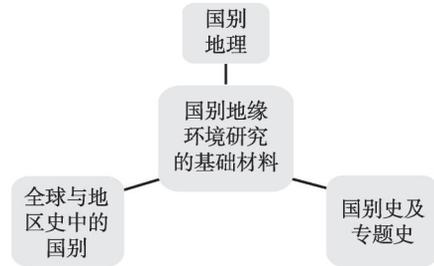 国别
地理
国别地缘
环境研究
的基础材料
全球与地
区史中的
国别
国别史及
专题史